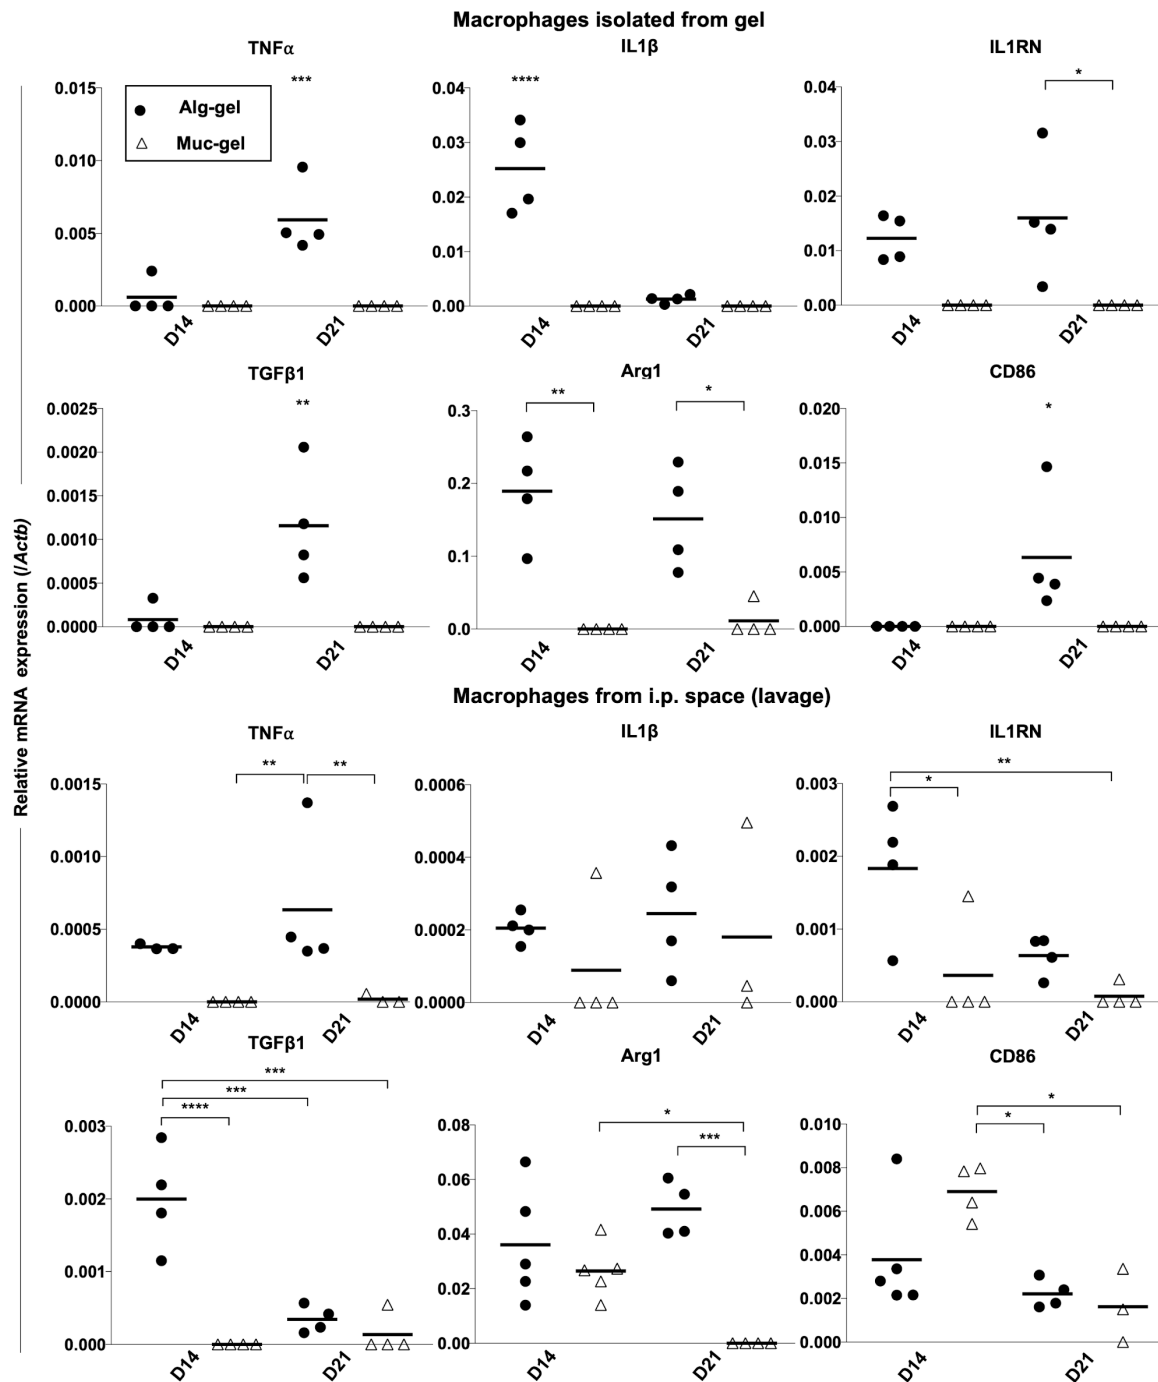 Macrophages isolated from gel
TNFα IL1β IL1RN
*** **** *
Alg-gel
Muc-gel
0.015 0.010 0.005 0.000
0.04 0.03 0.02 0.01 0.00
0.04 0.03 0.02 0.01 0.00
D14 D21 D14 D21 D14 D21
TGFβ1 Arg1 CD86
** ** * *
0.0025 0.0020 0.0015 0.0010 0.0005 0.0000
0.3 0.2 0.1 0.0
0.020 0.015 0.010 0.005 0.000
D14 D21 D14 D21 D14 D21
Relative mRNA expression (/Actb)
Macrophages from i.p. space (lavage)
TNFα IL1β IL1RN
** ** * **
0.0015 0.0010 0.0005 0.0000
0.0006 0.0004 0.0002 0.0000
0.003 0.002 0.001 0.000
D14 D21 D14 D21 D14 D21
TGFβ1 Arg1 CD86
*** *** **** * *** * *
0.003 0.002 0.001 0.000
0.08 0.06 0.04 0.02 0.00
0.010 0.008 0.006 0.004 0.002 0.000
D14 D21 D14 D21 D14 D21